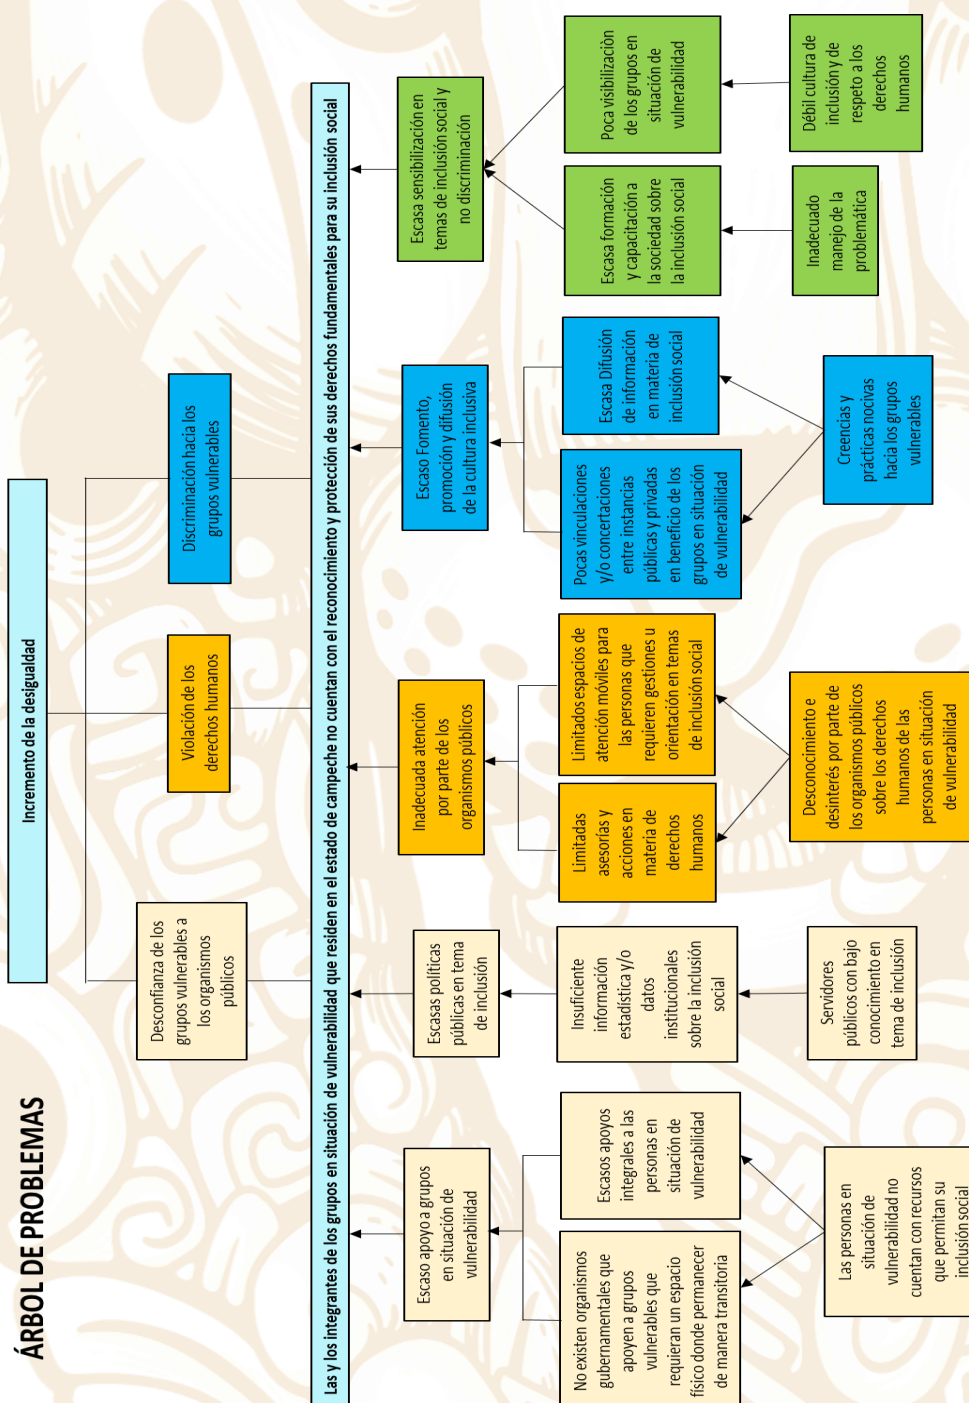 ÁRBOL DE PROBLEMAS
Incremento de la desigualdad
Desconfianza de los
grupos vulnerables a
los organismos
públicos
Violación de los
derechos humanos
Discriminación hacia los
grupos vulnerables
Las y los integrantes de los grupos en situación de vulnerabilidad que residen en el estado de campeche no cuentan con el reconocimiento y protección de sus derechos fundamentales para su inclusión social
Escaso apoyo a grupos
en situación de
vulnerabilidad
Escasas políticas
públicas en tema
de inclusión
Inadecuada atención
por parte de los
organismos públicos
Escaso Fomento,
promoción y difusión
de la cultura inclusiva
Escasa sensibilización en
temas de inclusión social y
no discriminación
No existen organismos
gubernamentales que
apoyen a grupos
vulnerables que
requieran un espacio
físico donde permanecer
de manera transitoria
Escasos apoyos
integrales a las
personas en
situación de
vulnerabilidad
Insuficiente
información
estadística y/o
datos
institucionales
sobre la inclusión
social
Limitadas
asesorías y
acciones en
materia de
derechos
humanos
Limitados espacios de
atención móviles para
las personas que
requieren gestiones u
orientación en temas
de inclusión social
Pocas vinculaciones
y/o concertaciones
entre instancias
públicas y privadas
en beneficio de los
grupos en situación
de vulnerabilidad
Escasa Difusión
de información
en materia de
inclusión social
Escasa formación
y capacitación a
la sociedad sobre
la inclusión social
Poca visibilización
de los grupos en
situación de
vulnerabilidad
Las personas en
situación de
vulnerabilidad no
cuentan con recursos
que permitan su
inclusión social
Servidores
públicos con bajo
conocimiento en
tema de inclusión
Desconocimiento e
desinterés por parte de
los organismos públicos
sobre los derechos
humanos de las
personas en situación
de vulnerabilidad
Creencias y
prácticas nocivas
hacia los grupos
vulnerables
Inadecuado
manejo de la
problemática
Débil cultura de
inclusión y de
respeto a los
derechos
humanos